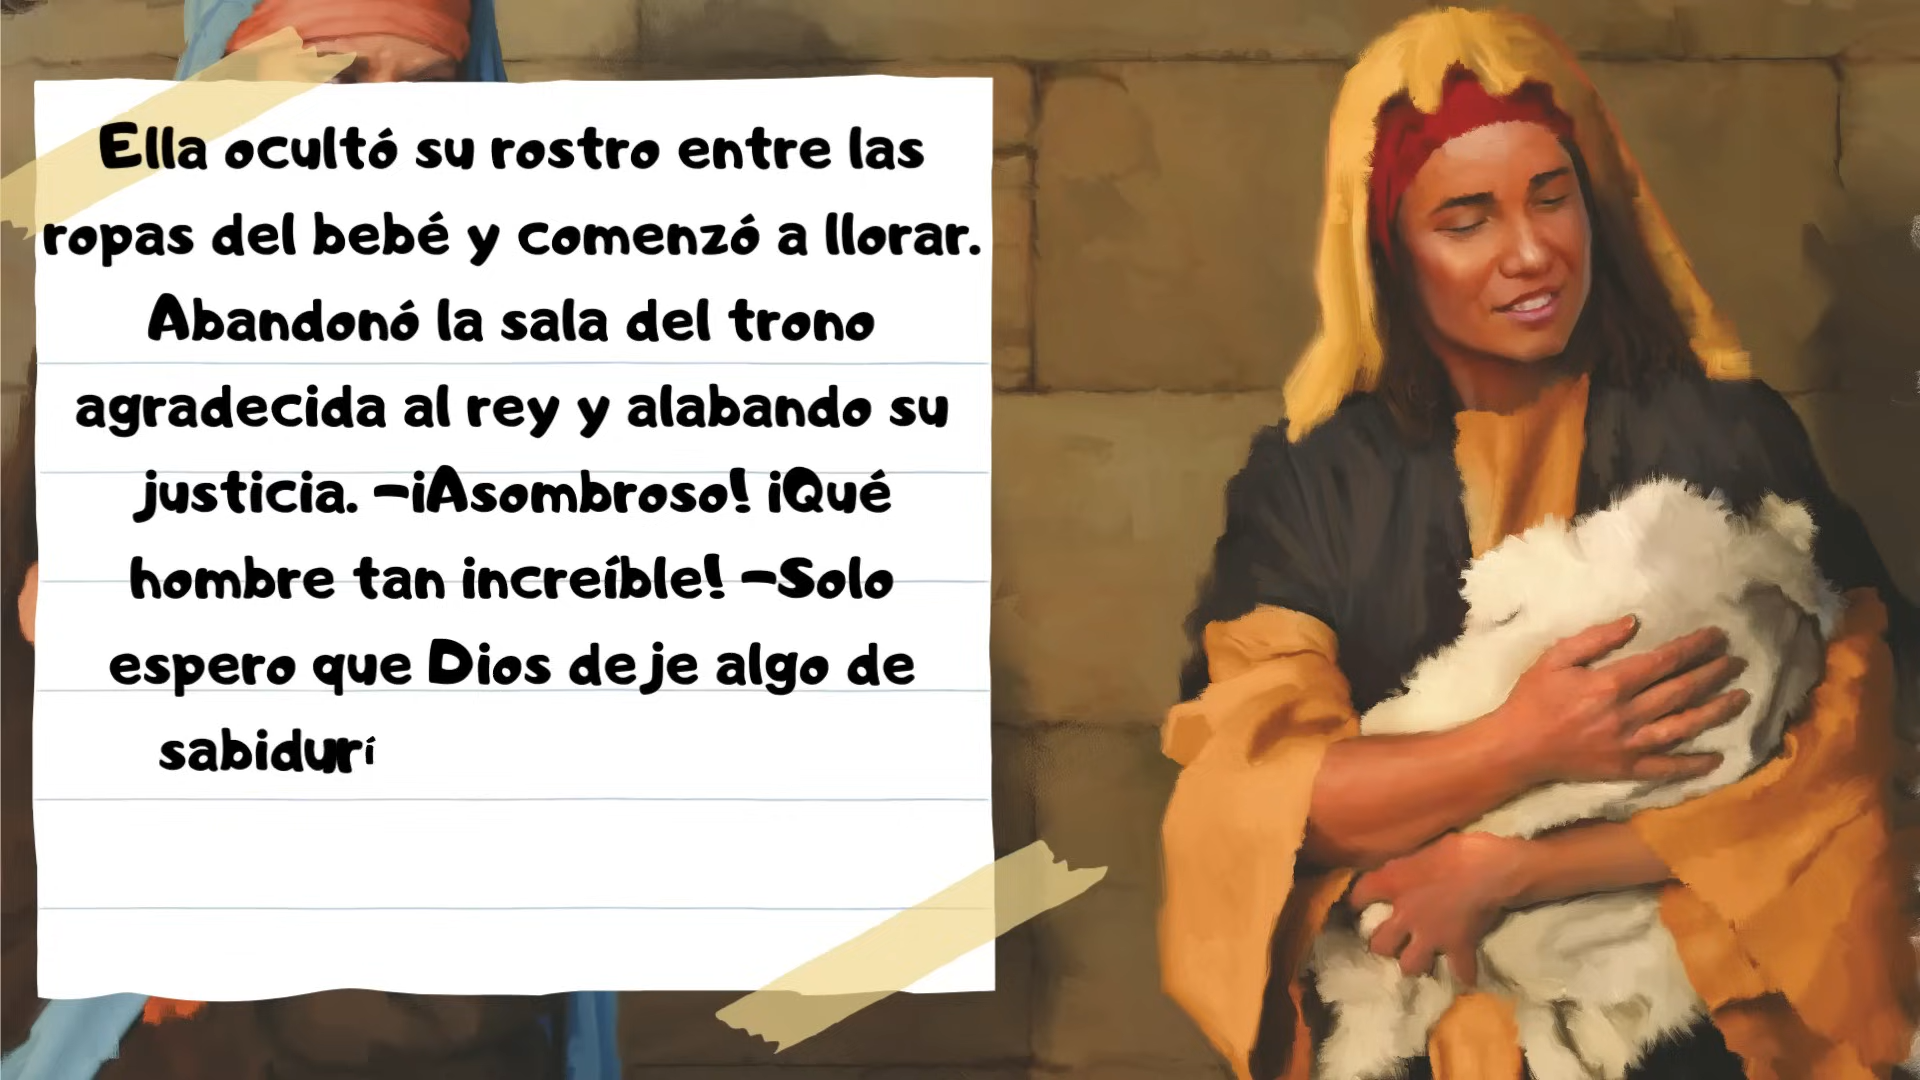 Ella ocultó su rostro entre las
ropas del bebé y comenzó a llorar.
Abandonó la sala del trono
agradecida al rey y alabando su
justicia. –¡Asombroso! ¡Qué
hombre tan increíble! –Solo
espero que Dios deje algo de
sabidurí